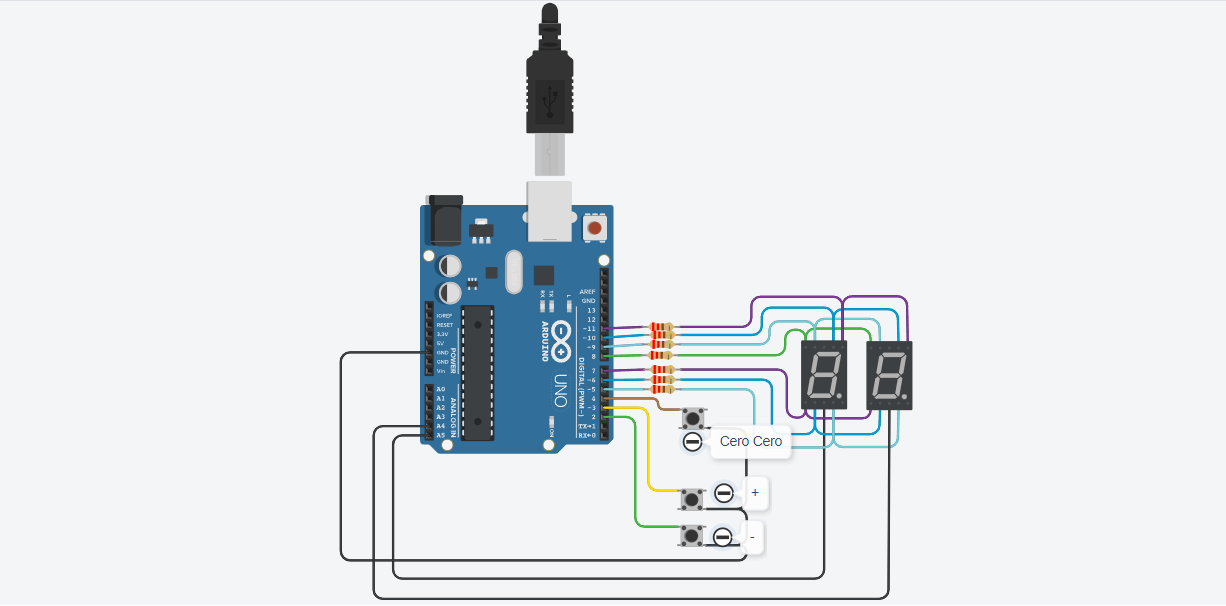 AREF
GND
13
12
~11
~10
~9
8
7
~6
~5
4
~3
2
TX→1
RX←0
DIGITAL (PWM~)
IOREF
RESET
3.3V
5V
GND
GND
Vin
POWER
A0
A1
A2
A3
A4
A5
ANALOG IN
RX
TX
L
ARDUINO
UNO
ON
Cero Cero
+
-